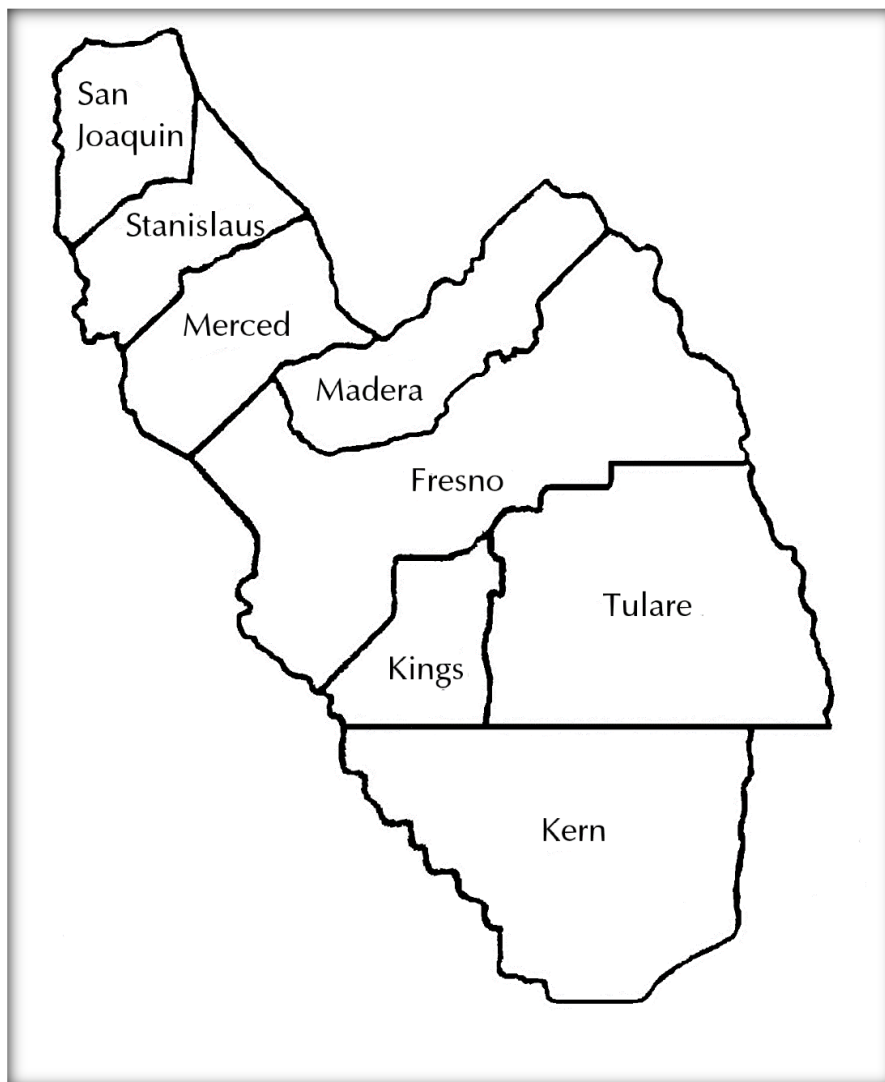 San
Joaquin
Stanislaus
Merced
Madera
Fresno
Tulare
Kings
Kern